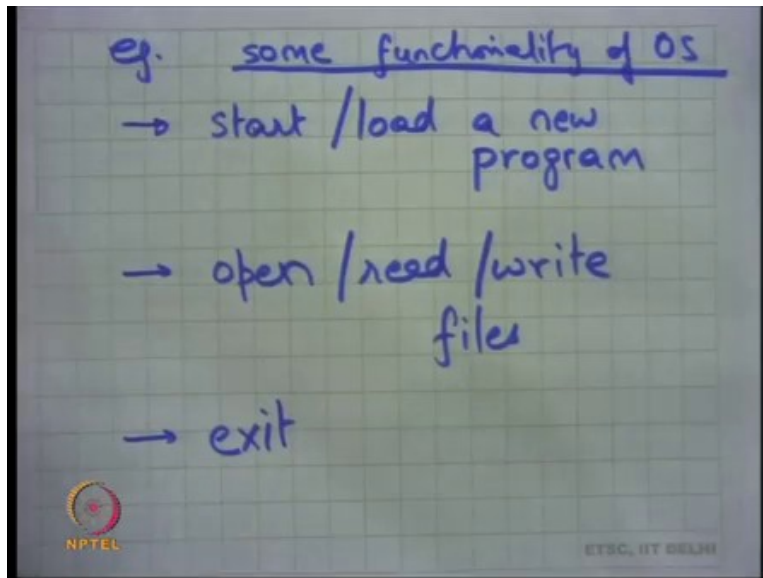 eg. some functionality of OS
→ start /load a new
program
→ open /read /write
files
→ exit
NPTEL
ETSC, IIT DELHI